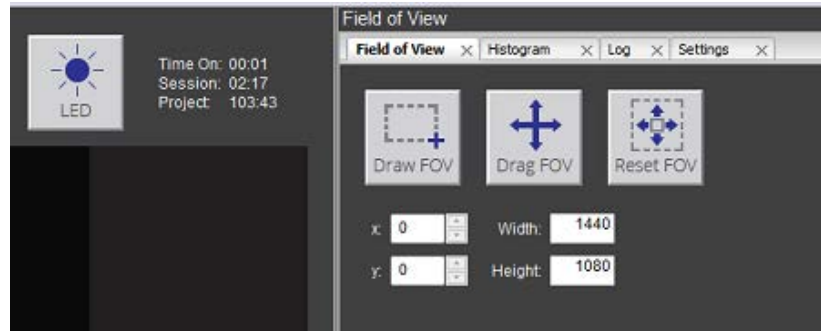 LED
Time On: 00:01
Session: 02:17
Project: 103:43
Field of View
Field of View
Histogram
Log
Settings
Draw FOV
Drag FOV
Reset FOV
x: 0
Width: 1440
y: 0
Height: 1080